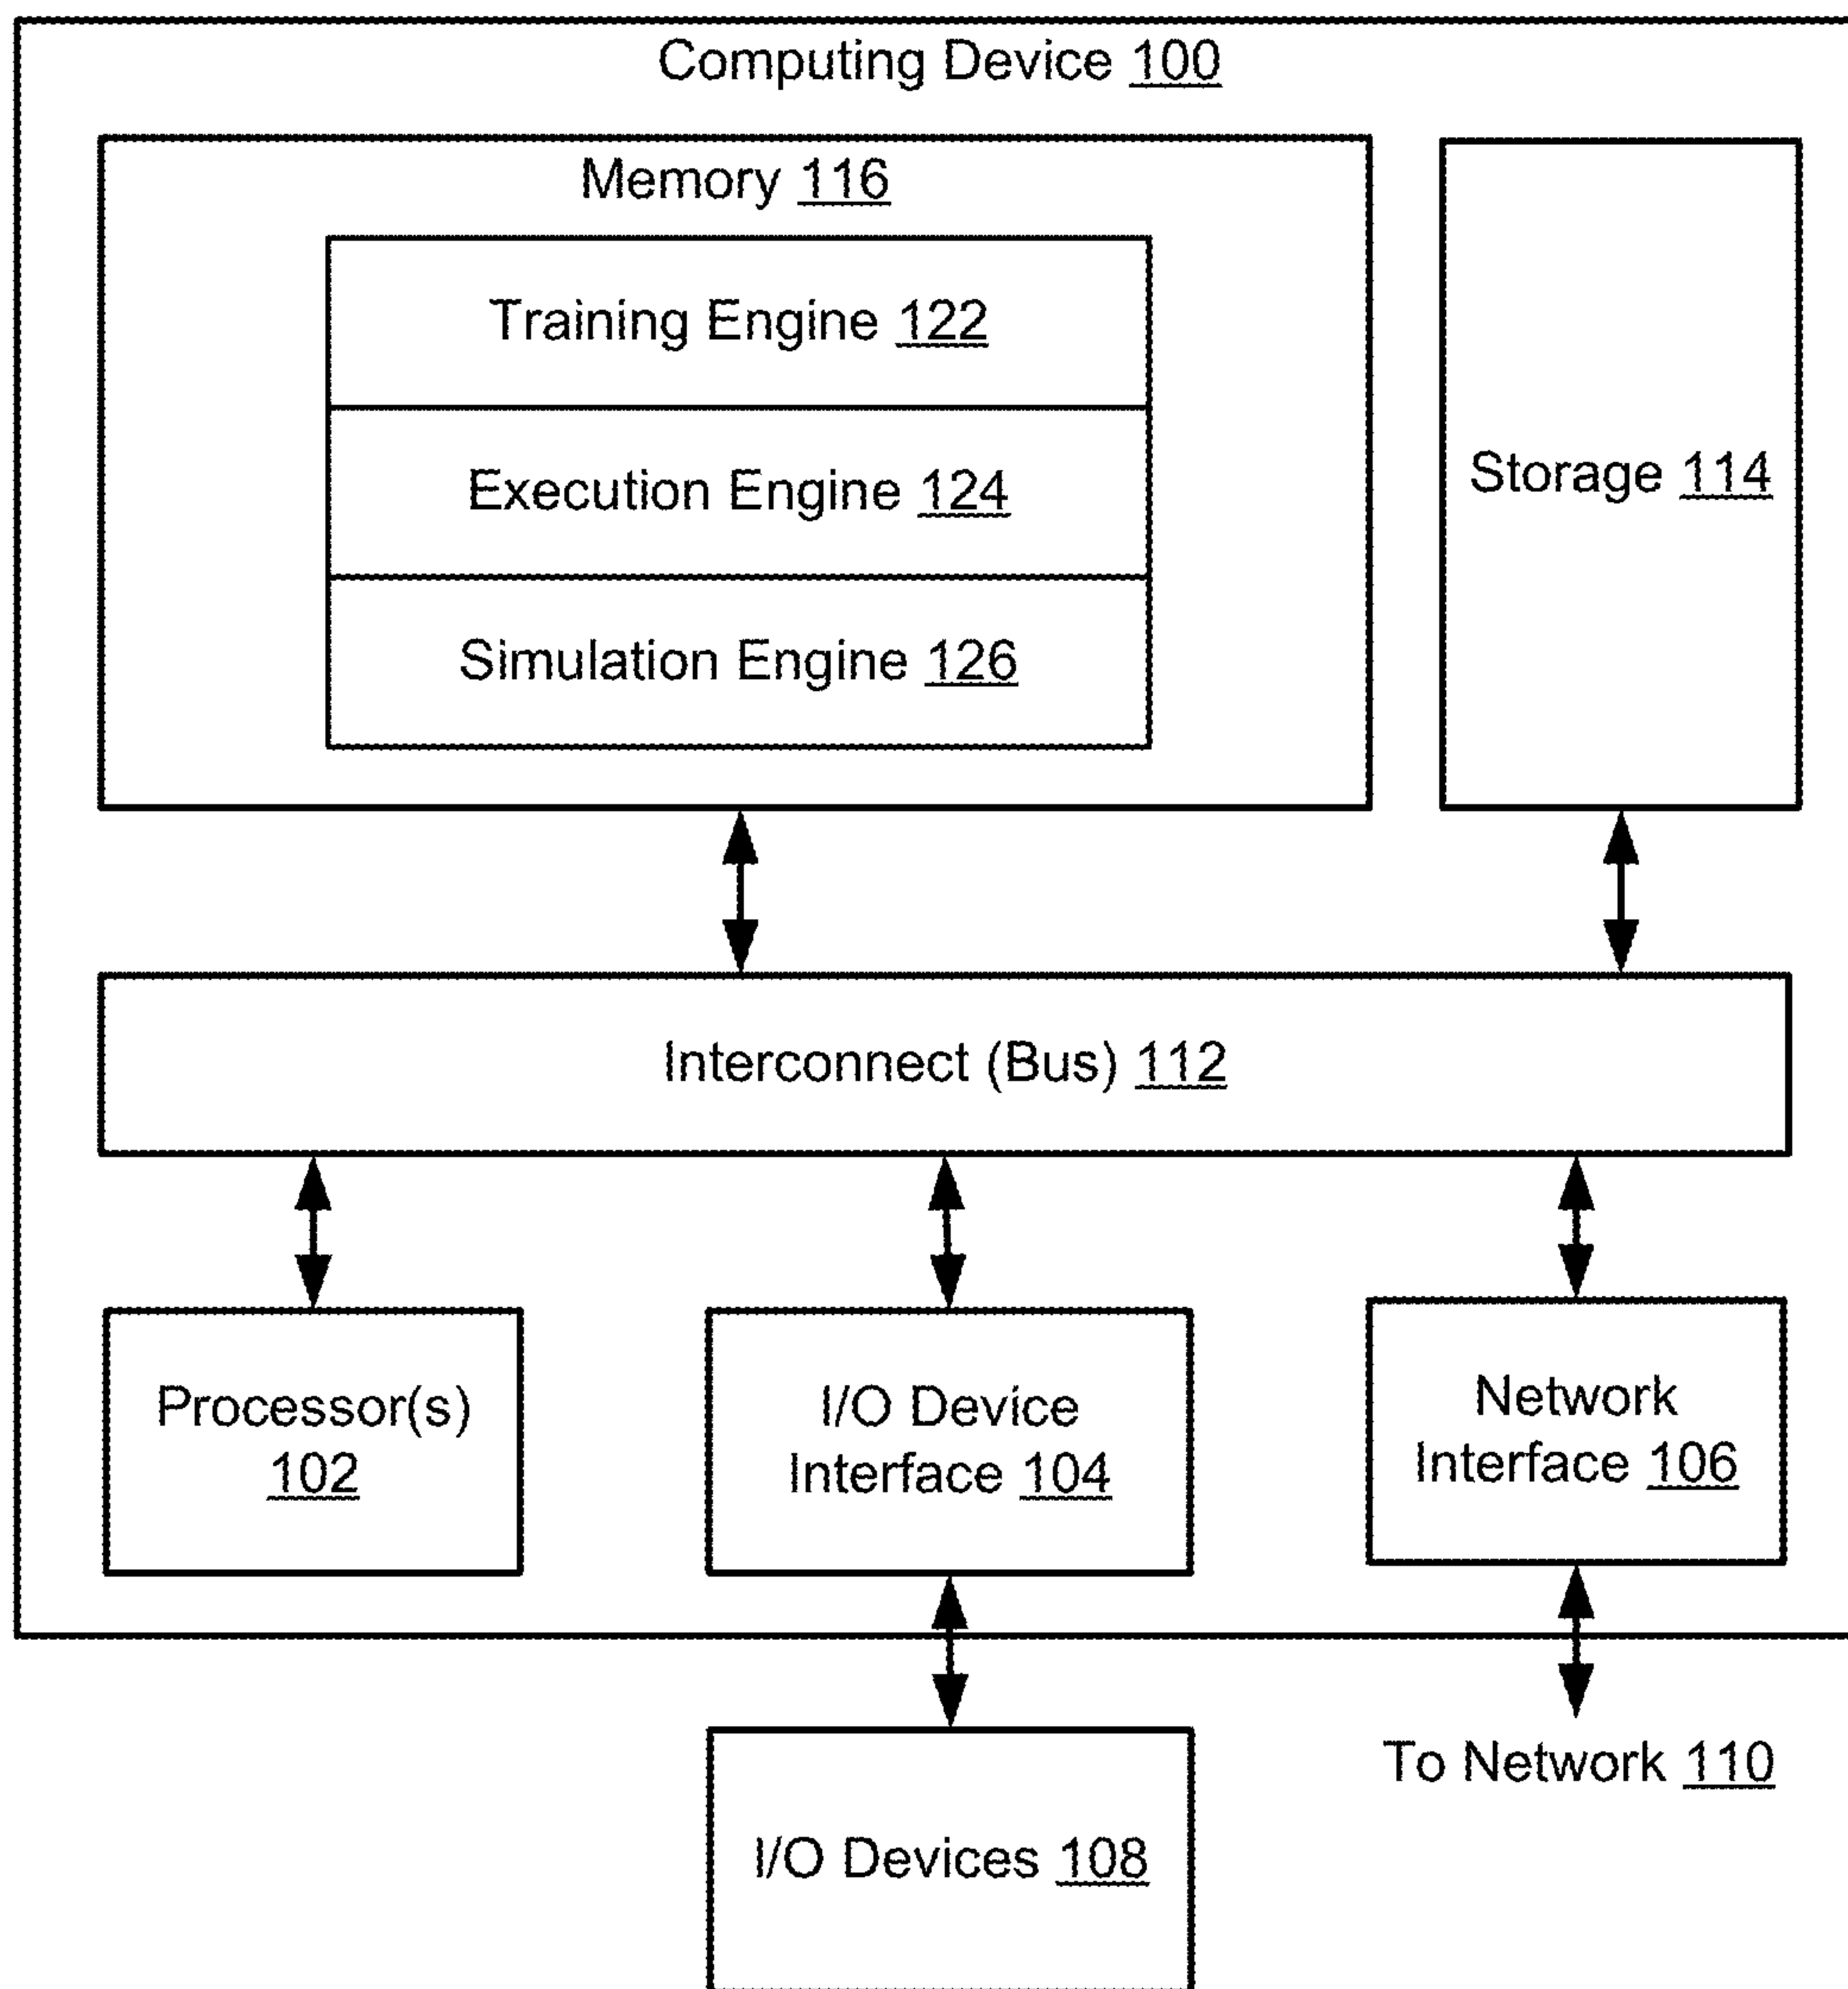 Computing Device 100
Memory 116
Training Engine 122
Execution Engine 124
Simulation Engine 126
Storage 114
Interconnect (Bus) 112
Processor(s)
102
I/O Device
Interface 104
Network
Interface 106
To Network 110
I/O Devices 108